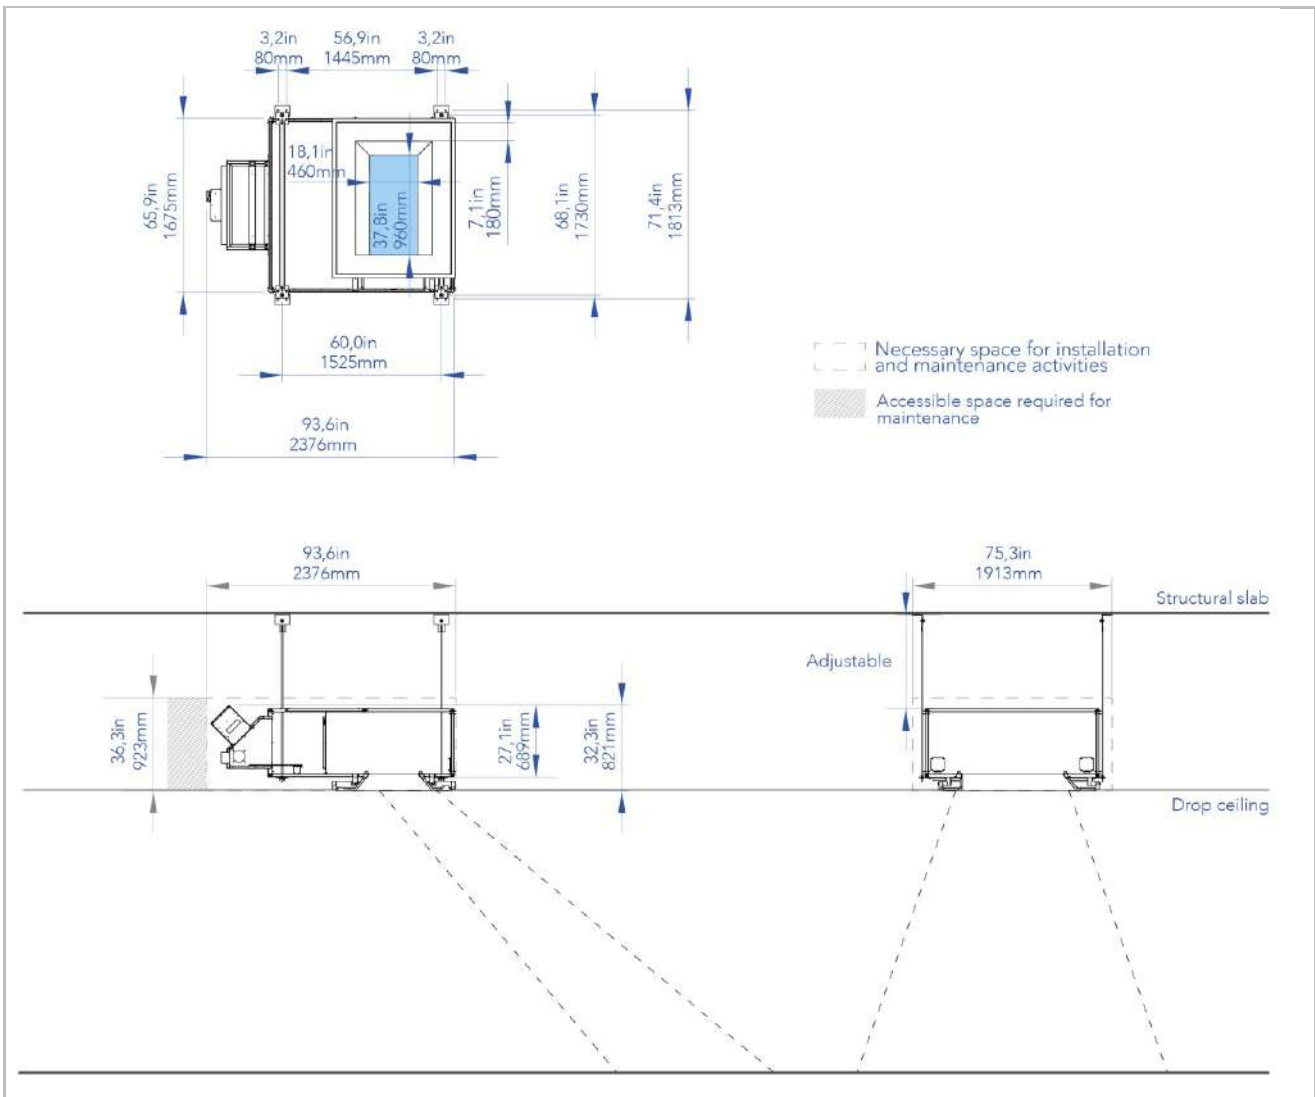 3,2in
80mm
56,9in
1445mm
3,2in
80mm
65,9in
1675mm
18,1in
460mm
37,8in
960mm
7,1in
180mm
68,1in
1730mm
71,4in
1813mm
60,0in
1525mm
93,6in
2376mm
Necessary space for installation
and maintenance activities
Accessible space required for
maintenance
93,6in
2376mm
75,3in
1913mm
Structural slab
Adjustable
36,3in
923mm
27,1in
689mm
32,3in
821mm
Drop ceiling